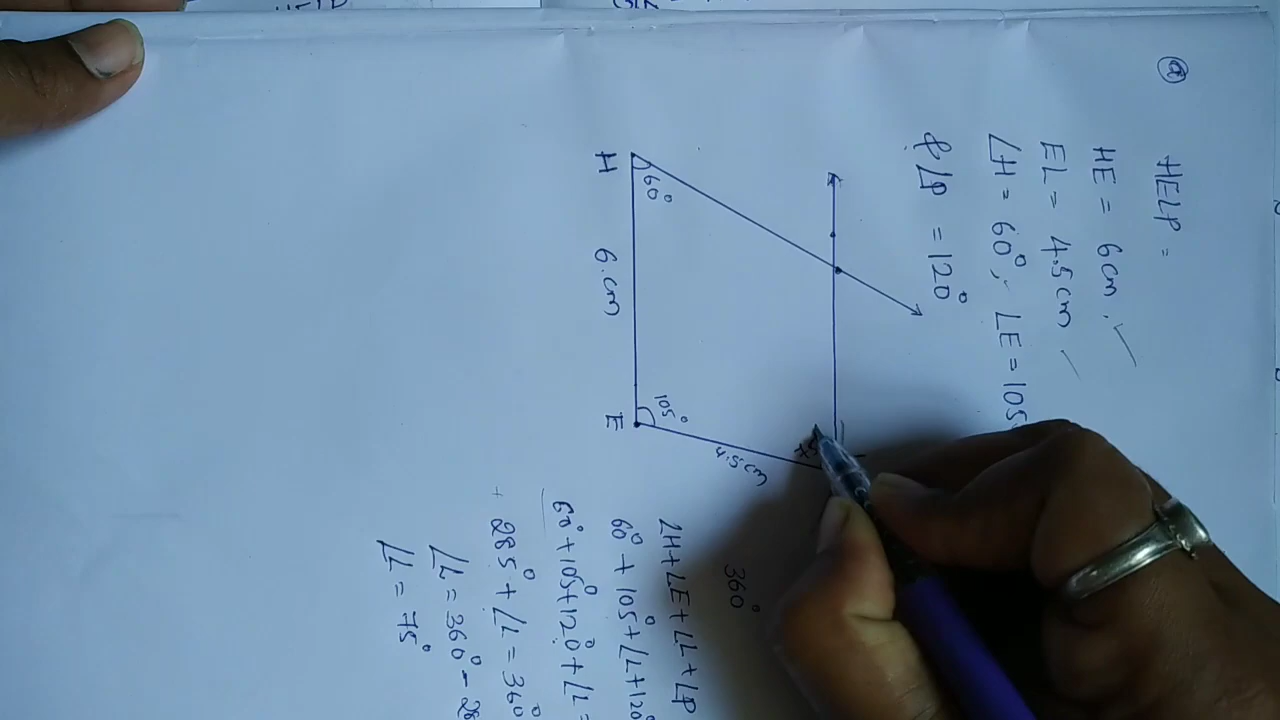 a
HELP =
HE = 6cm,
EL = 4.5cm
∠H = 60°, ∠E = 105
& ∠P = 120°
60°
H
6.cm
E
105°
4.5cm
360°
∠H+∠E+∠L+∠P
60° + 105°+∠L+120°
60°+105°+120°+∠L =
285° + ∠L = 360°
∠L = 360° - 28
∠L = 75°